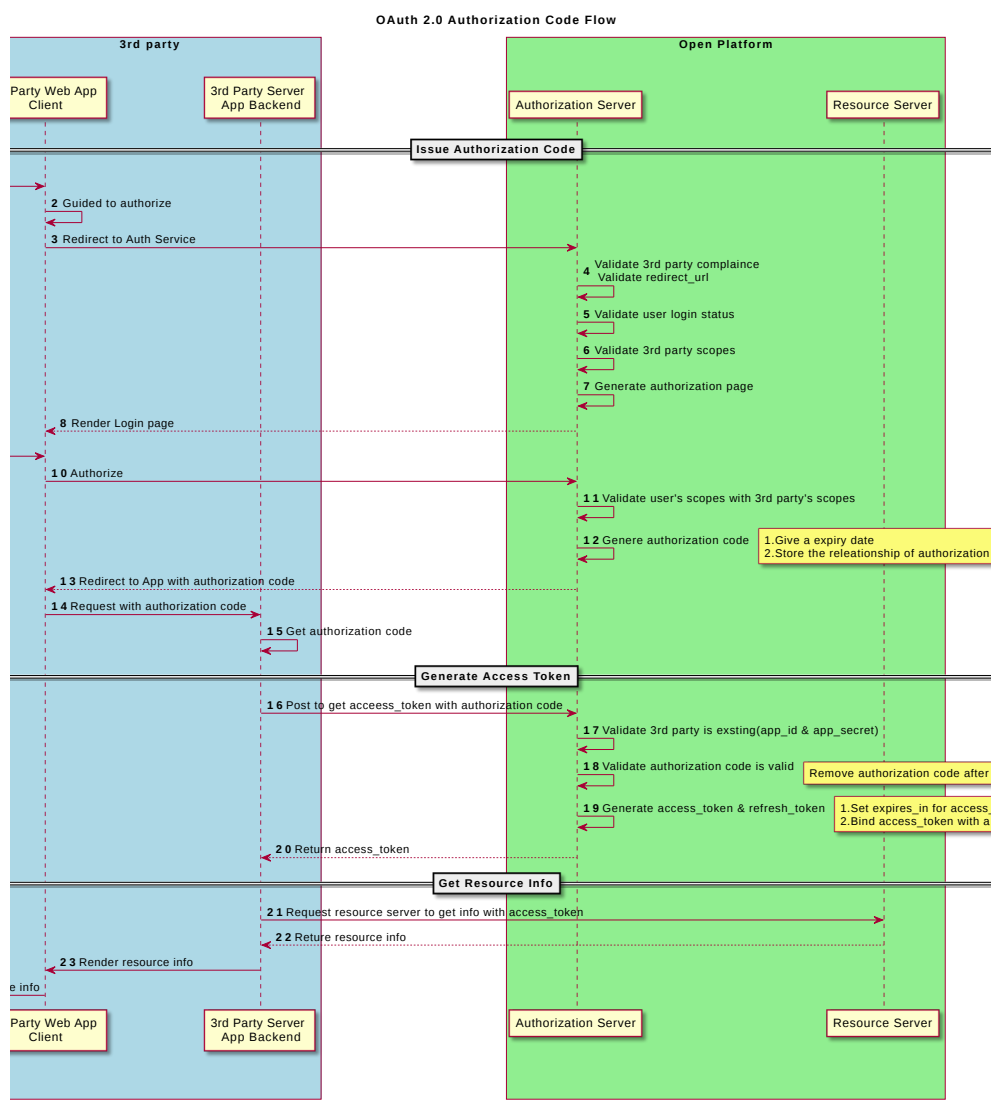 OAuth 2.0 Authorization Code Flow
3rd party
Open Platform
Party Web App
Client
3rd Party Server
App Backend
Authorization Server
Resource Server
Issue Authorization Code
2 Guided to authorize
3 Redirect to Auth Service
4 Validate 3rd party complaince
Validate redirect_url
5 Validate user login status
6 Validate 3rd party scopes
7 Generate authorization page
8 Render Login page
10 Authorize
11 Validate user's scopes with 3rd party's scopes
12 Genere authorization code
1.Give a expiry date
2.Store the releationship of authorization
13 Redirect to App with authorization code
14 Request with authorization code
15 Get authorization code
Generate Access Token
16 Post to get acceess_token with authorization code
17 Validate 3rd party is exsting(app_id & app_secret)
18 Validate authorization code is valid
Remove authorization code after
19 Generate access_token & refresh_token
1.Set expires_in for access_
2.Bind access_token with a
20 Return access_token
Get Resource Info
21 Request resource server to get info with access_token
22 Reture resource info
23 Render resource info
e info
Party Web App
Client
3rd Party Server
App Backend
Authorization Server
Resource Server